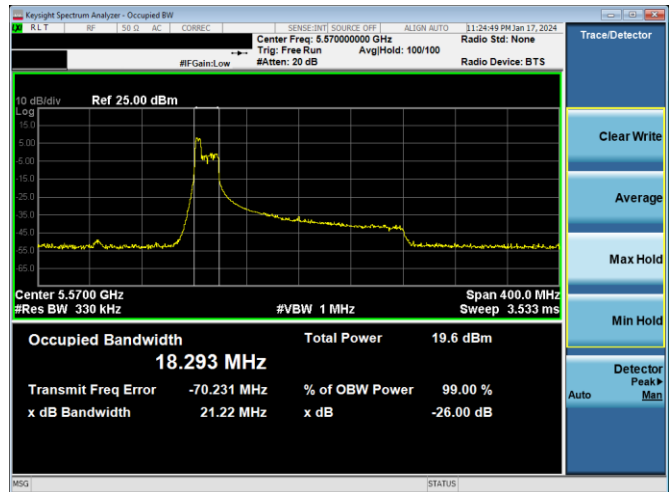 Keysight Spectrum Analyzer - Occupied BW
RLT RF 50 Ω AC CORREC SENSE:INT SOURCE OFF ALIGN AUTO 11:24:49 PM Jan 17, 2024
Center Freq: 5.570000000 GHz Radio Std: None
Trig: Free Run Avg|Hold: 100/100
#IFGain:Low #Atten: 20 dB Radio Device: BTS
Trace/Detector
10 dB/div Ref 25.00 dBm
Log
15.0
5.00
-5.00
-15.0
-25.0
-35.0
-45.0
-55.0
-65.0
Center 5.5700 GHz Span 400.0 MHz
#Res BW 330 kHz #VBW 1 MHz Sweep 3.533 ms
Occupied Bandwidth Total Power 19.6 dBm
18.293 MHz
Transmit Freq Error -70.231 MHz % of OBW Power 99.00 %
x dB Bandwidth 21.22 MHz x dB -26.00 dB
Clear Write
Average
Max Hold
Min Hold
Detector
Peak▶
Auto Man
MSG STATUS